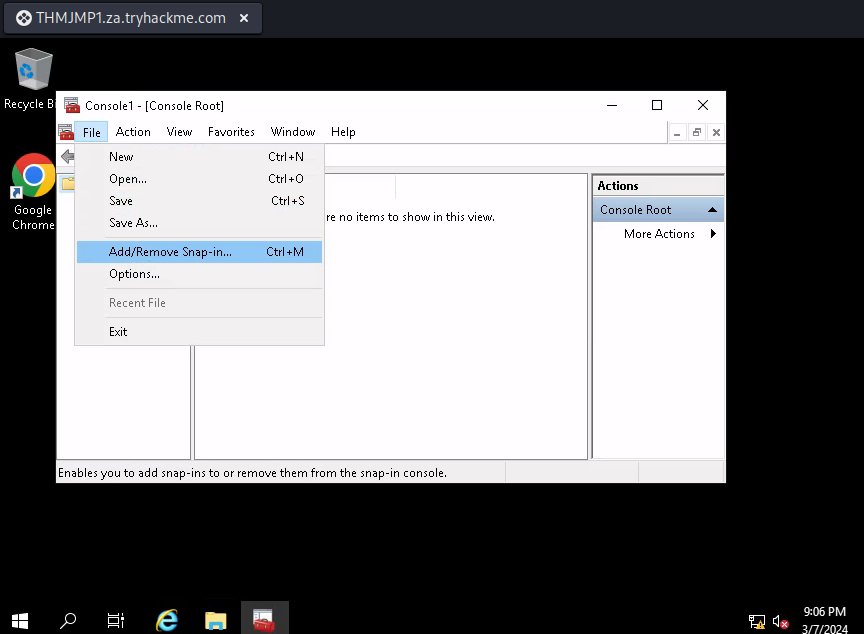 THMJMP1.za.tryhackme.com
Recycle B
Console1 - [Console Root]
File Action View Favorites Window Help
New Ctrl+N
Open... Ctrl+O
Save Ctrl+S
Save As...
Add/Remove Snap-in... Ctrl+M
Options...
Recent File
Exit
re no items to show in this view.
Actions
Console Root
More Actions
Google
Chrome
Enables you to add snap-ins to or remove them from the snap-in console.
9:06 PM
3/7/2024